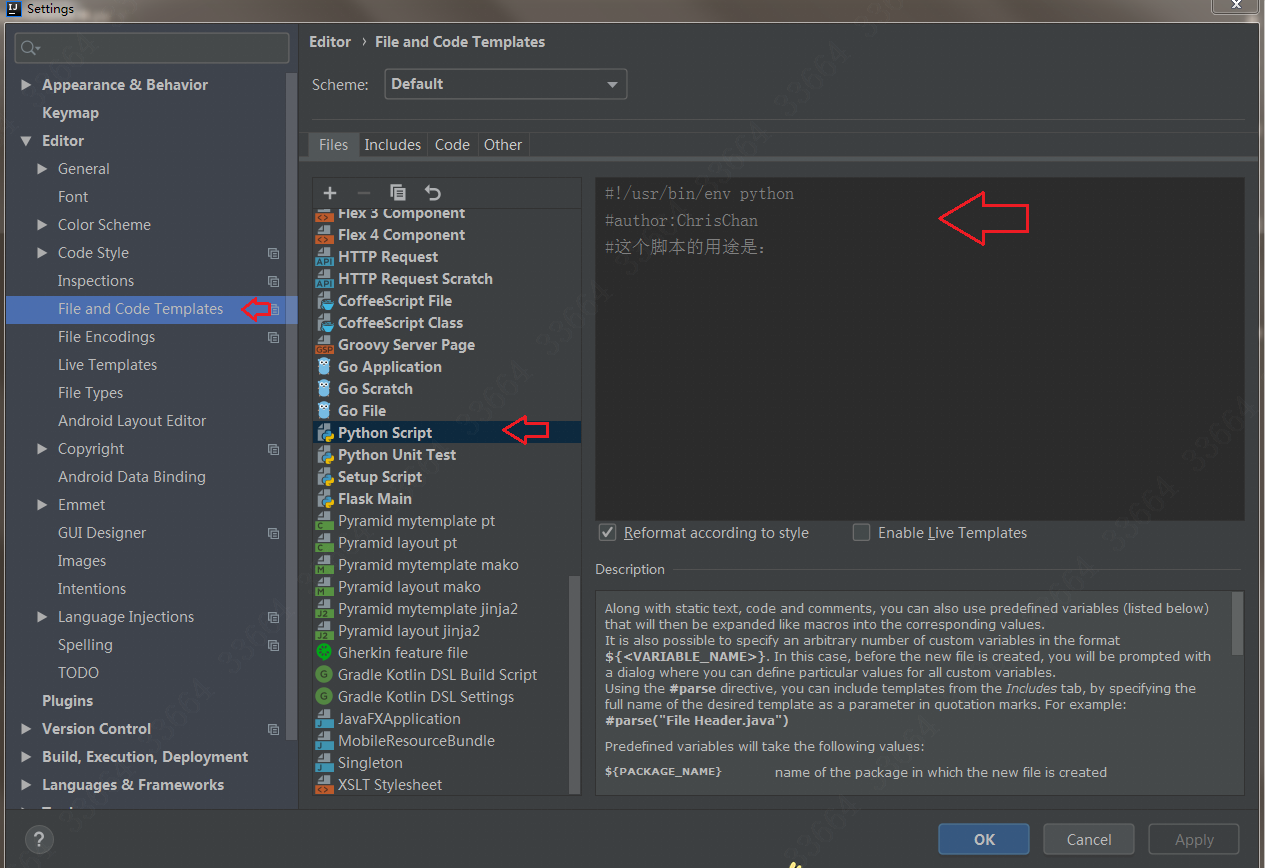 Settings
Appearance & Behavior
Keymap
Editor
General
Font
Color Scheme
Code Style
Inspections
File and Code Templates
File Encodings
Live Templates
File Types
Android Layout Editor
Copyright
Android Data Binding
Emmet
GUI Designer
Images
Intentions
Language Injections
Spelling
TODO
Plugins
Version Control
Build, Execution, Deployment
Languages & Frameworks
Editor › File and Code Templates
Scheme: Default
Files Includes Code Other
Flex 3 Component
Flex 4 Component
HTTP Request
HTTP Request Scratch
CoffeeScript File
CoffeeScript Class
Groovy Server Page
Go Application
Go Scratch
Go File
Python Script
Python Unit Test
Setup Script
Flask Main
Pyramid mytemplate pt
Pyramid layout pt
Pyramid mytemplate mako
Pyramid layout mako
Pyramid mytemplate jinja2
Pyramid layout jinja2
Gherkin feature file
Gradle Kotlin DSL Build Script
Gradle Kotlin DSL Settings
JavaFXApplication
MobileResourceBundle
Singleton
XSLT Stylesheet
#!/usr/bin/env python
#author:ChrisChan
#这个脚本的用途是:
Reformat according to style Enable Live Templates
Description
Along with static text, code and comments, you can also use predefined variables (listed below)
that will then be expanded like macros into the corresponding values.
It is also possible to specify an arbitrary number of custom variables in the format
${<VARIABLE_NAME>}. In this case, before the new file is created, you will be prompted with
a dialog where you can define particular values for all custom variables.
Using the #parse directive, you can include templates from the Includes tab, by specifying the
full name of the desired template as a parameter in quotation marks. For example:
#parse("File Header.java")
Predefined variables will take the following values:
${PACKAGE_NAME} name of the package in which the new file is created
? OK Cancel Apply